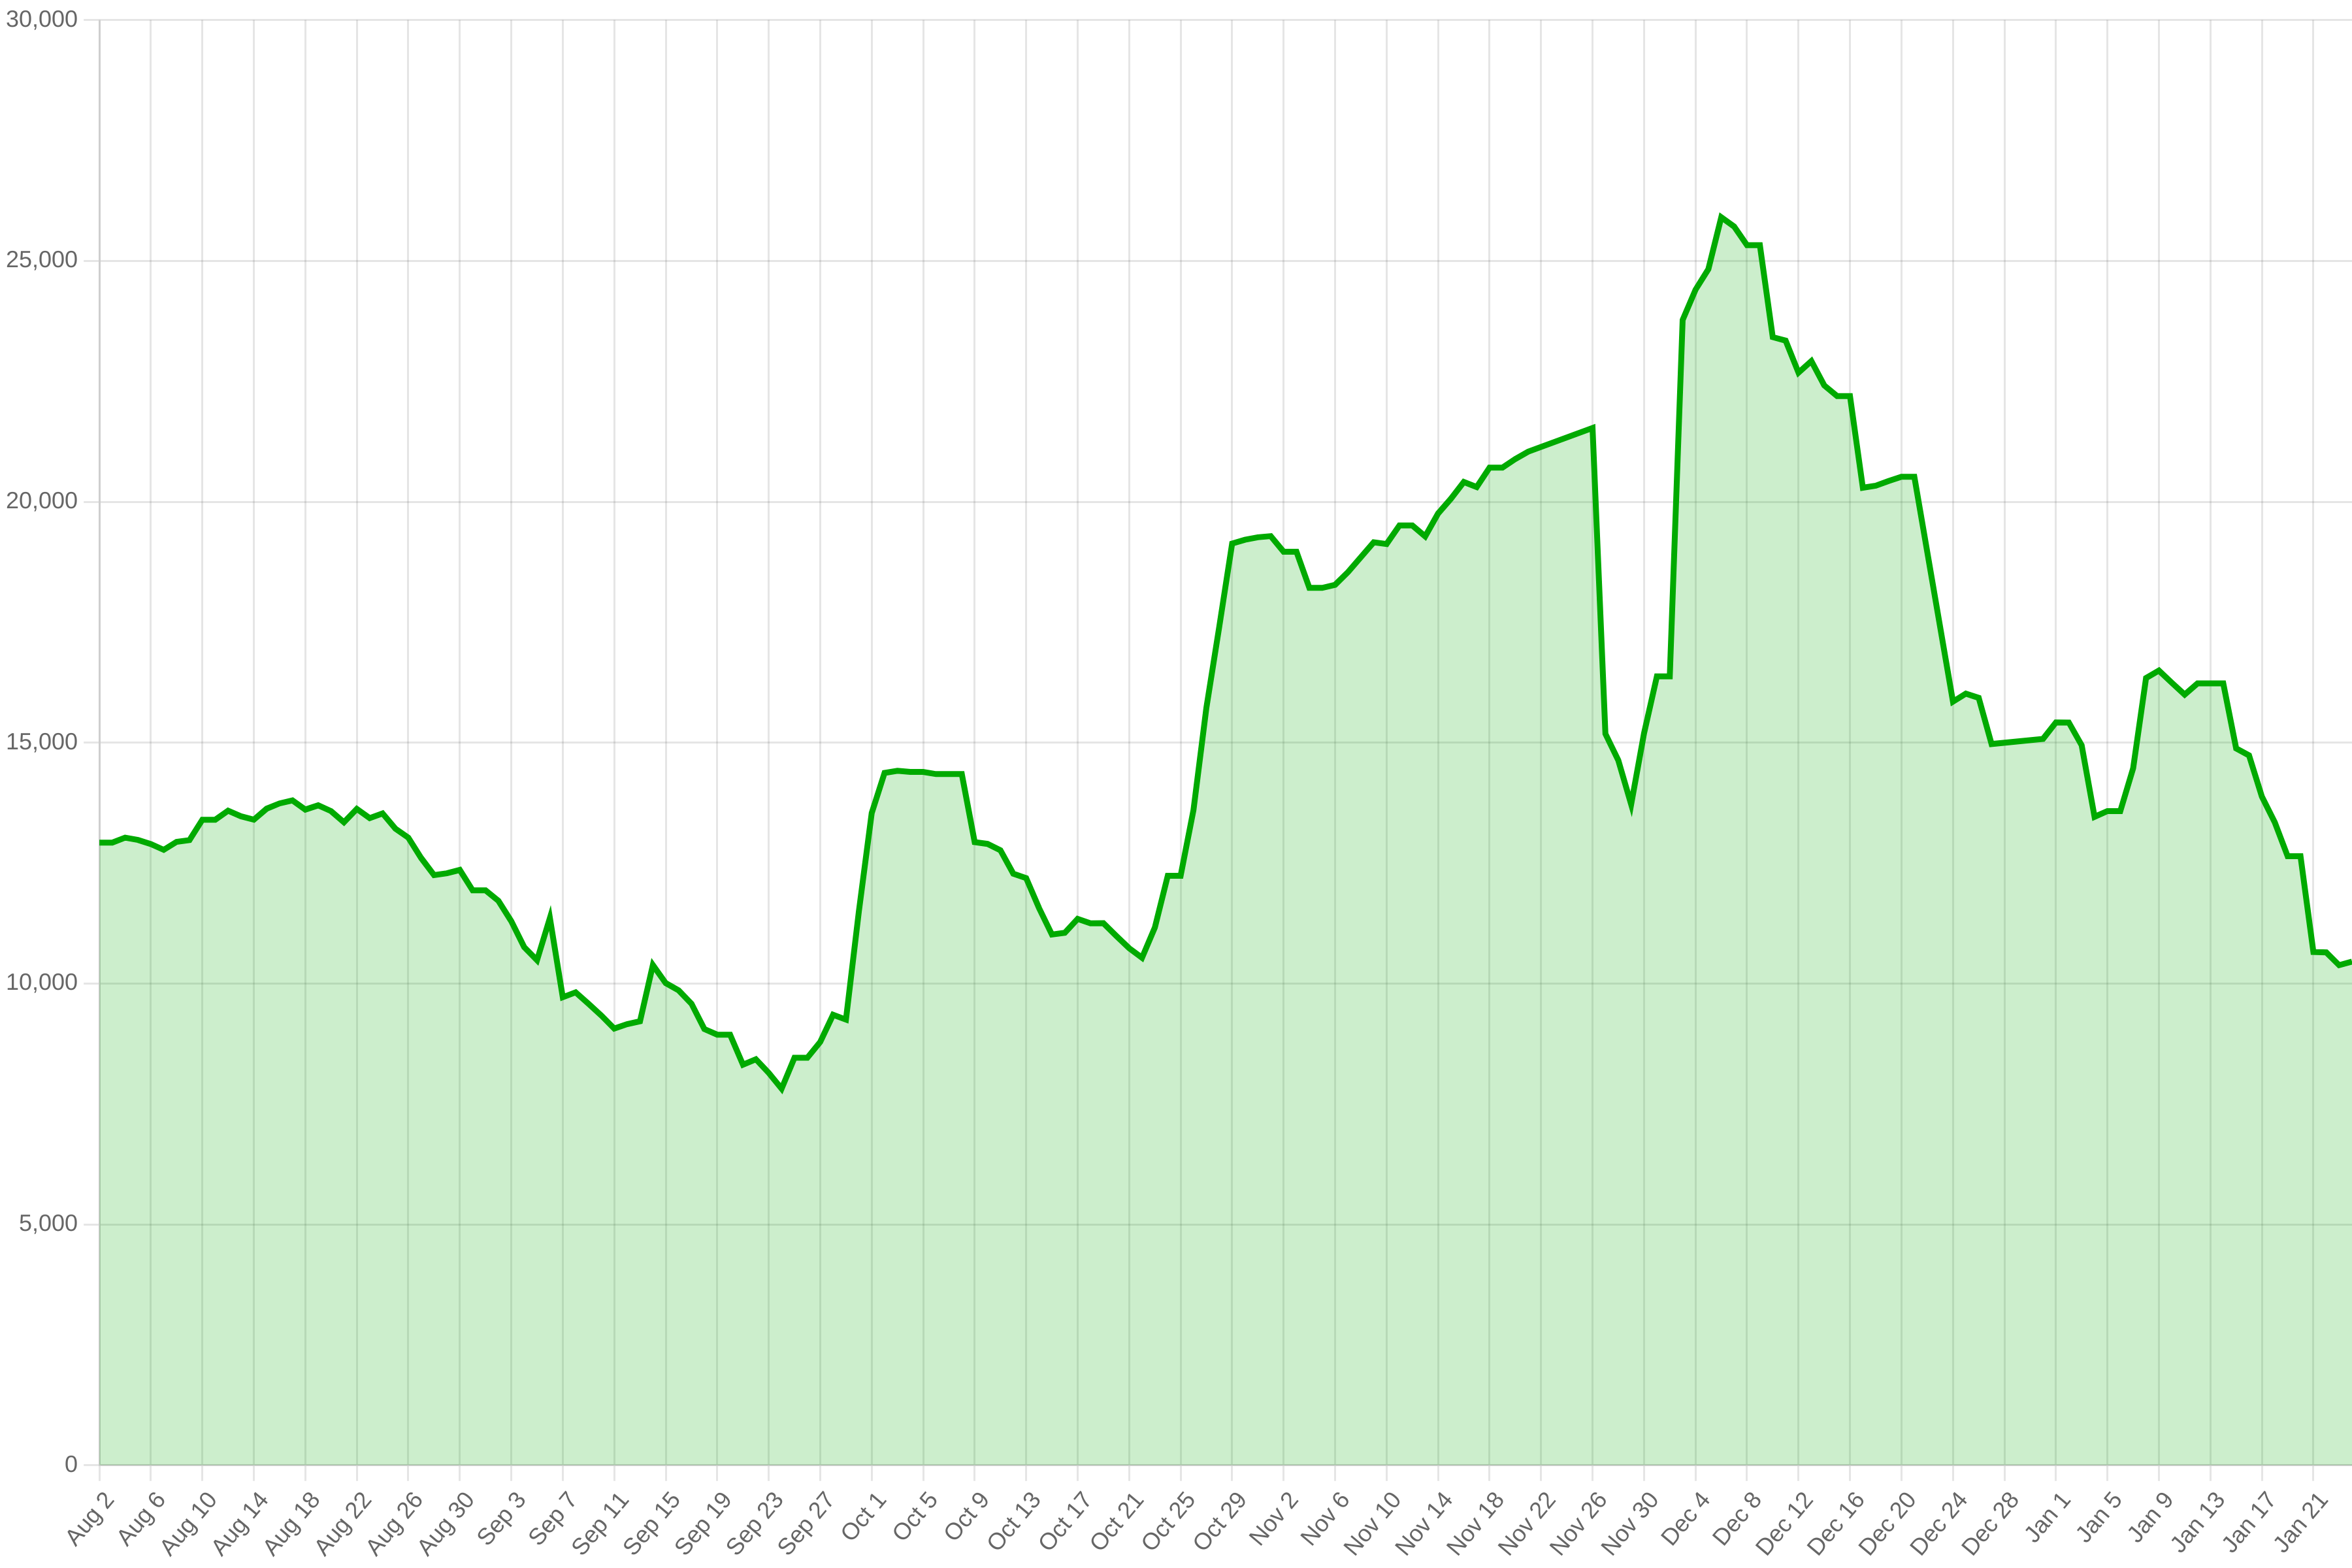 30,000
25,000
20,000
15,000
10,000
5,000
0
Aug 2
Aug 6
Aug 10
Aug 14
Aug 18
Aug 22
Aug 26
Aug 30
Sep 3
Sep 7
Sep 11
Sep 15
Sep 19
Sep 23
Sep 27
Oct 1
Oct 5
Oct 9
Oct 13
Oct 17
Oct 21
Oct 25
Oct 29
Nov 2
Nov 6
Nov 10
Nov 14
Nov 18
Nov 22
Nov 26
Nov 30
Dec 4
Dec 8
Dec 12
Dec 16
Dec 20
Dec 24
Dec 28
Jan 1
Jan 5
Jan 9
Jan 13
Jan 17
Jan 21